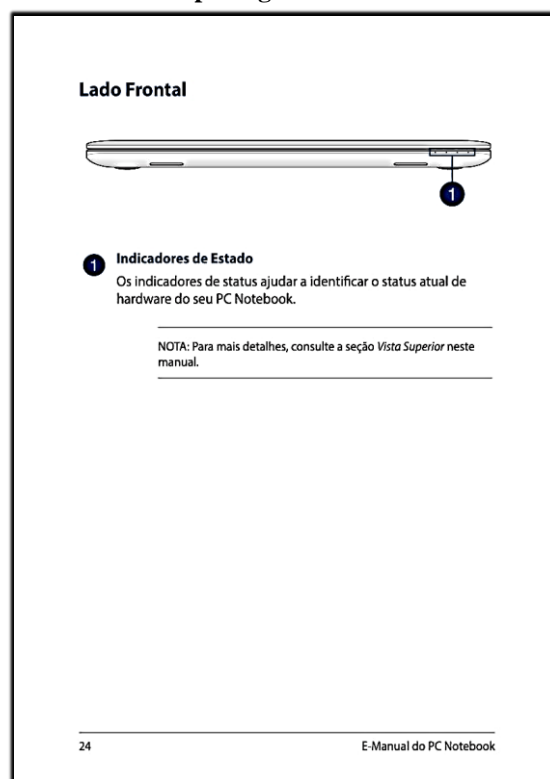 Lado Frontal
1
1 Indicadores de Estado
Os indicadores de status ajudar a identificar o status atual de
hardware do seu PC Notebook.
NOTA: Para mais detalhes, consulte a seção Vista Superior neste
manual.
24 E-Manual do PC Notebook